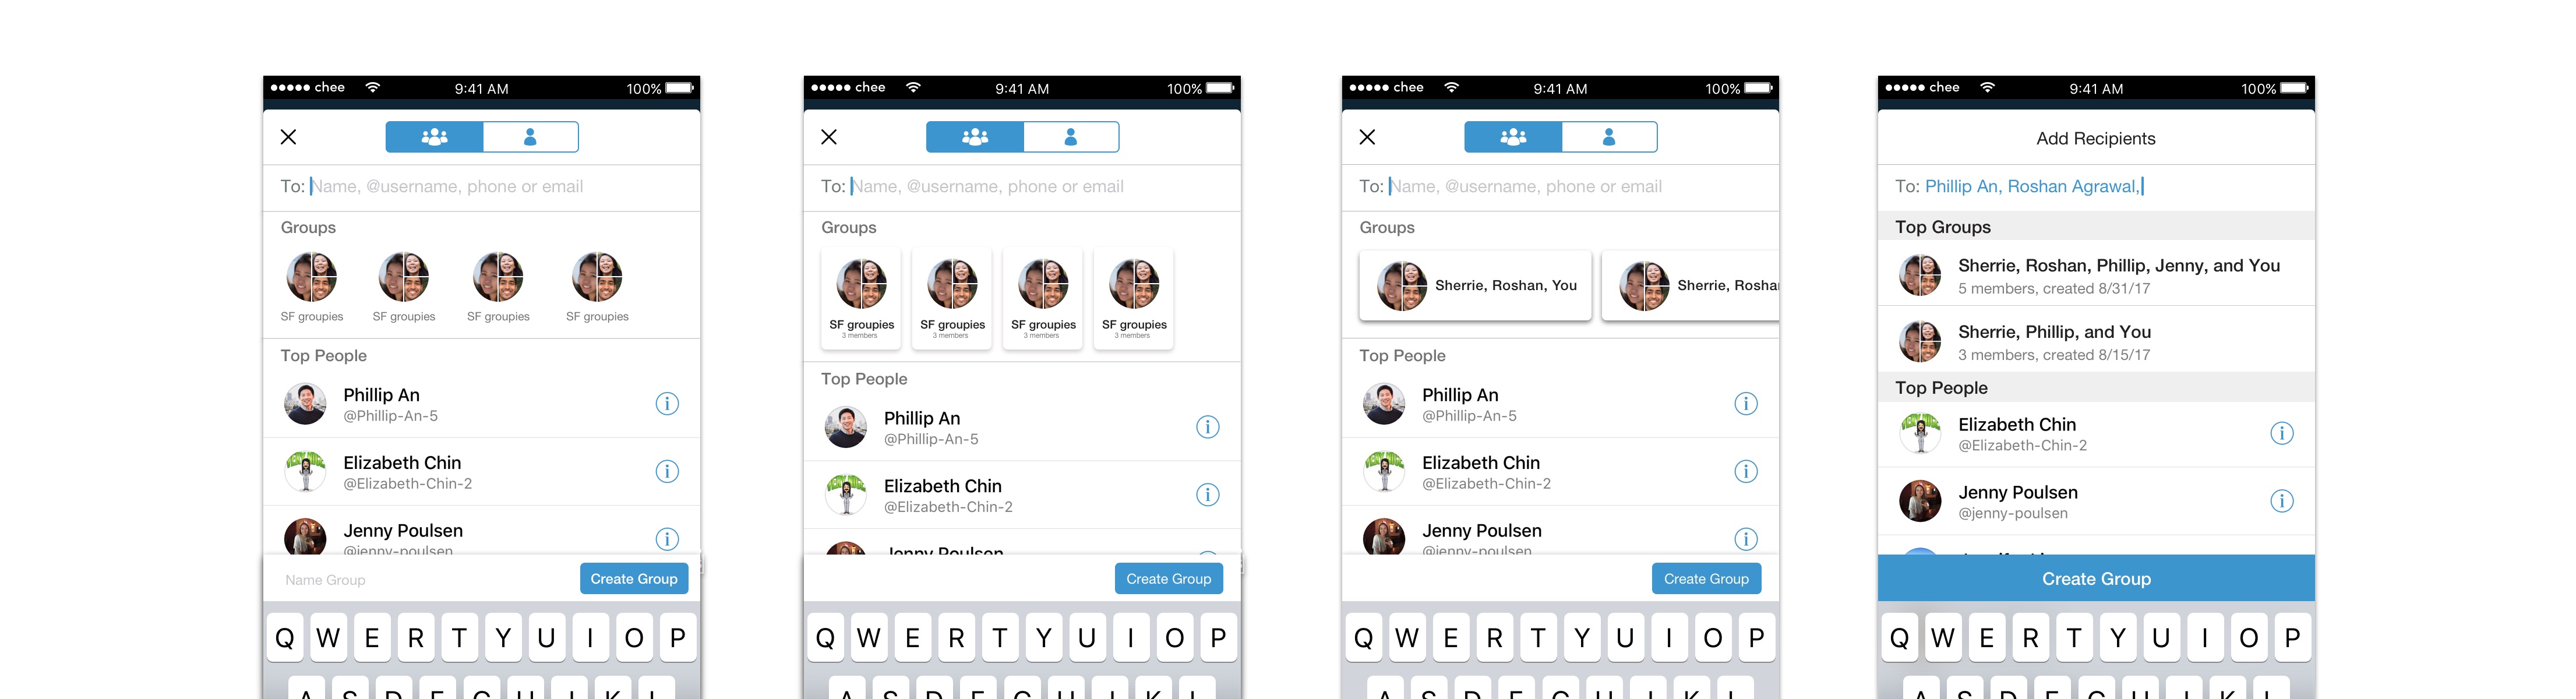 chee 9:41 AM 100%
To: Name, @username, phone or email
Groups
SF groupies SF groupies SF groupies SF groupies
Top People
Phillip An
@Phillip-An-5
Elizabeth Chin
@Elizabeth-Chin-2
Jenny Poulsen
@jenny-poulsen
Name Group Create Group
Q W E R T Y U I O P
A S D F G H J K L
chee 9:41 AM 100%
To: Name, @username, phone or email
Groups
SF groupies SF groupies SF groupies SF groupies
3 members 3 members 3 members 3 members
Top People
Phillip An
@Phillip-An-5
Elizabeth Chin
@Elizabeth-Chin-2
Jenny Poulsen
Create Group
Q W E R T Y U I O P
A S D F G H J K L
chee 9:41 AM 100%
To: Name, @username, phone or email
Groups
Sherrie, Roshan, You Sherrie, Rosha
Top People
Phillip An
@Phillip-An-5
Elizabeth Chin
@Elizabeth-Chin-2
Jenny Poulsen
@jenny-poulsen
Create Group
Q W E R T Y U I O P
A S D F G H J K L
chee 9:41 AM 100%
Add Recipients
To: Phillip An, Roshan Agrawal,
Top Groups
Sherrie, Roshan, Phillip, Jenny, and You
5 members, created 8/31/17
Sherrie, Phillip, and You
3 members, created 8/15/17
Top People
Elizabeth Chin
@Elizabeth-Chin-2
Jenny Poulsen
@jenny-poulsen
Create Group
Q W E R T Y U I O P
A S D F G H J K L